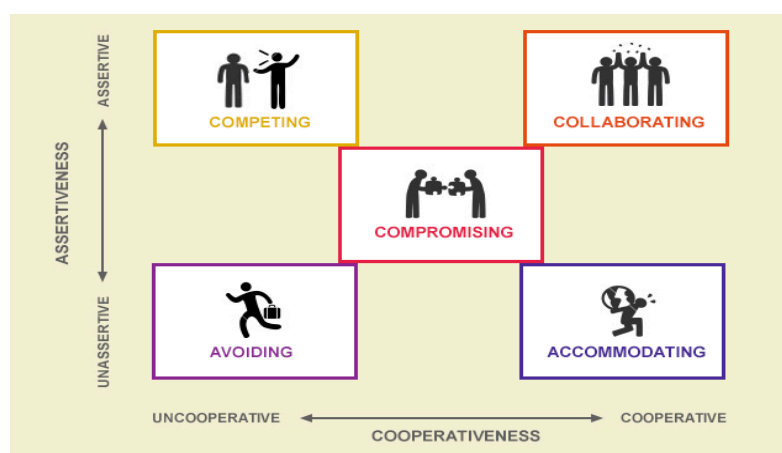 ASSERTIVE
COMPETING
COLLABORATING
ASSERTIVENESS
COMPROMISING
UNASSERTIVE
AVOIDING
ACCOMMODATING
UNCOOPERATIVE
COOPERATIVE
COOPERATIVENESS